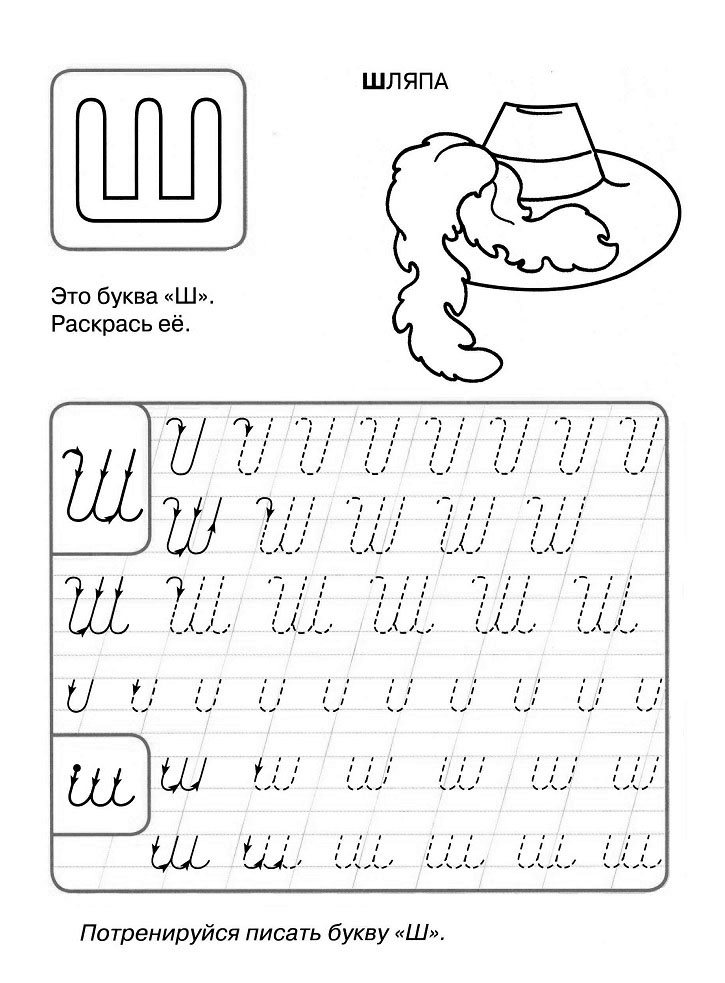 Ш
ШЛЯПА
Это буква «Ш».
Раскрась её.
Ш
Ш Ш Ш Ш Ш
Ш Ш Ш Ш Ш Ш
ш
ш ш ш ш ш ш
ш ш ш ш ш ш
Потренируйся писать букву «Ш».